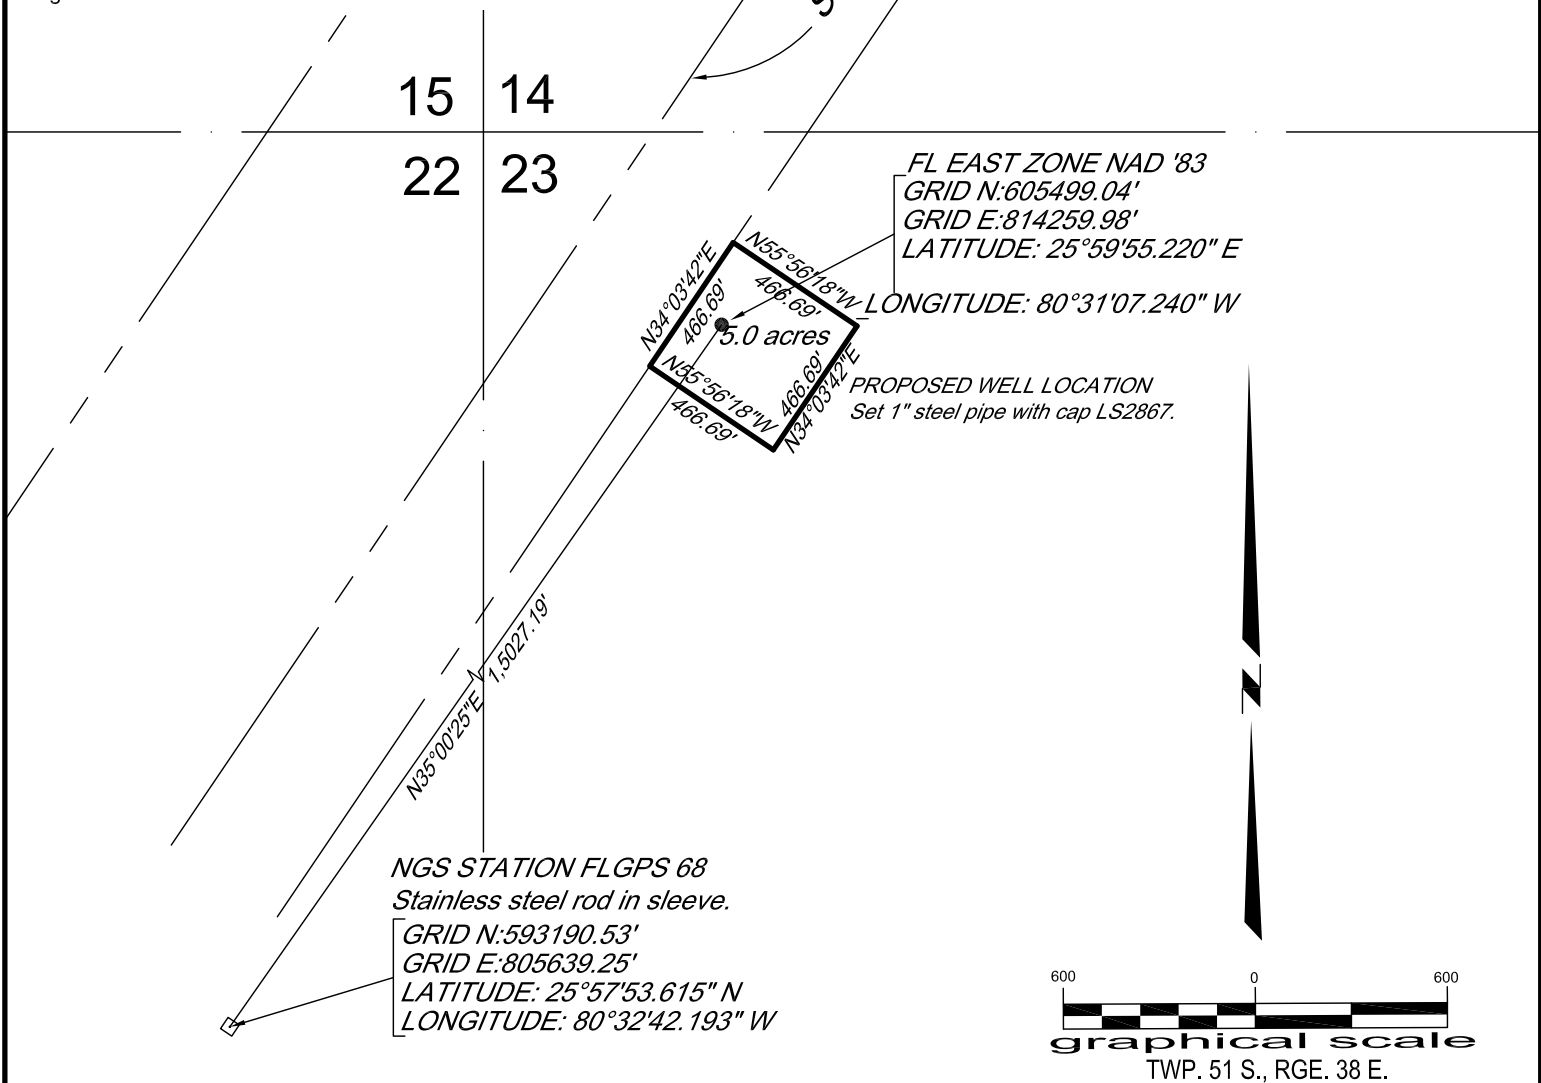 15 14
22 23
FL EAST ZONE NAD '83
GRID N:605499.04'
GRID E:814259.98'
LATITUDE: 25°59'55.220" E
LONGITUDE: 80°31'07.240" W
N55°56'18"W
466.69'
N34°03'42"E
466.69'
5.0 acres
N55°56'18"W
466.69'
466.69'
N34°03'42"E
PROPOSED WELL LOCATION
Set 1" steel pipe with cap LS2867.
1,5027.19'
N35°00'25"E
N
NGS STATION FLGPS 68
Stainless steel rod in sleeve.
GRID N:593190.53'
GRID E:805639.25'
LATITUDE: 25°57'53.615" N
LONGITUDE: 80°32'42.193" W
600 0 600
graphical scale
TWP. 51 S., RGE. 38 E.